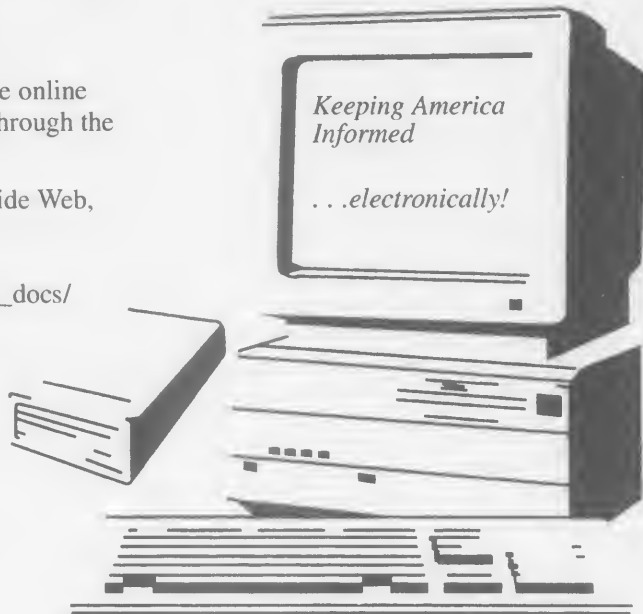 e online
hrough the
ide Web,
_docs/
Keeping America
Informed
. . .electronically!